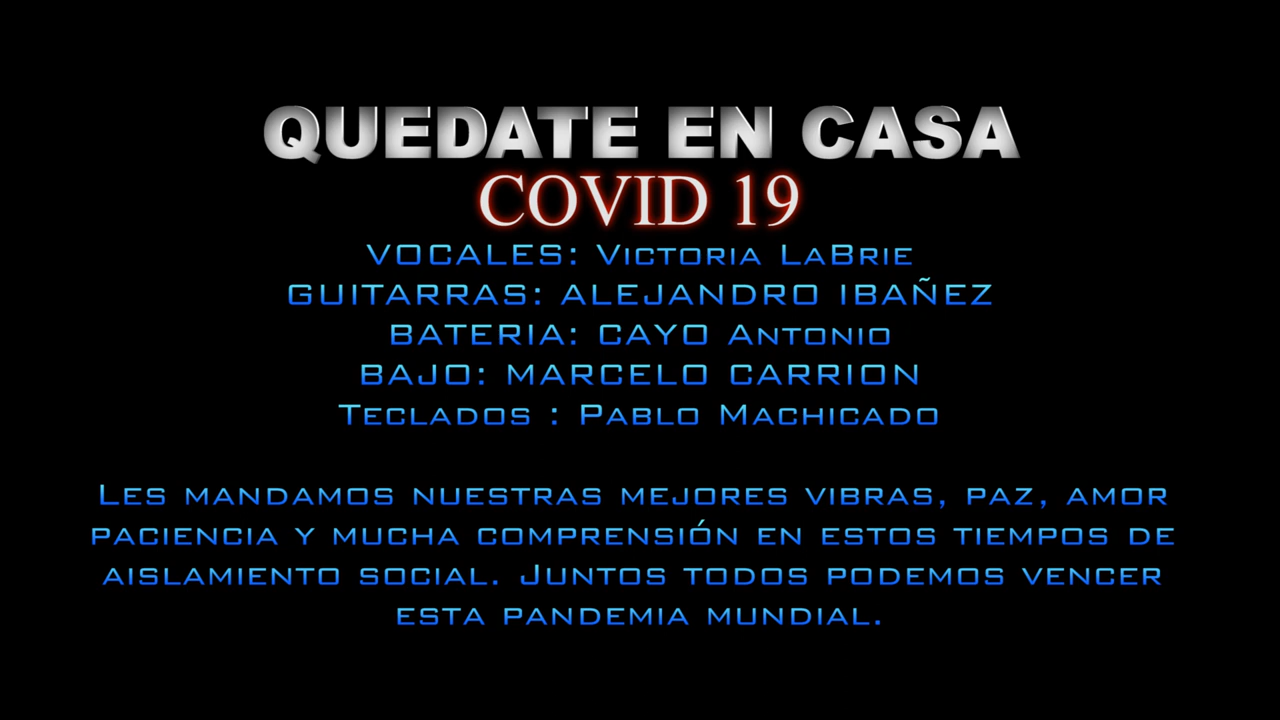 QUEDATE EN CASA
COVID 19
VOCALES: Victoria LaBrie
GUITARRAS: ALEJANDRO IBAÑEZ
BATERIA: CAYO Antonio
BAJO: MARCELO CARRION
Teclados : Pablo Machicado
Les mandamos nuestras mejores vibras, paz, amor
paciencia y mucha comprensión en estos tiempos de
aislamiento social. Juntos todos podemos vencer
esta pandemia mundial.